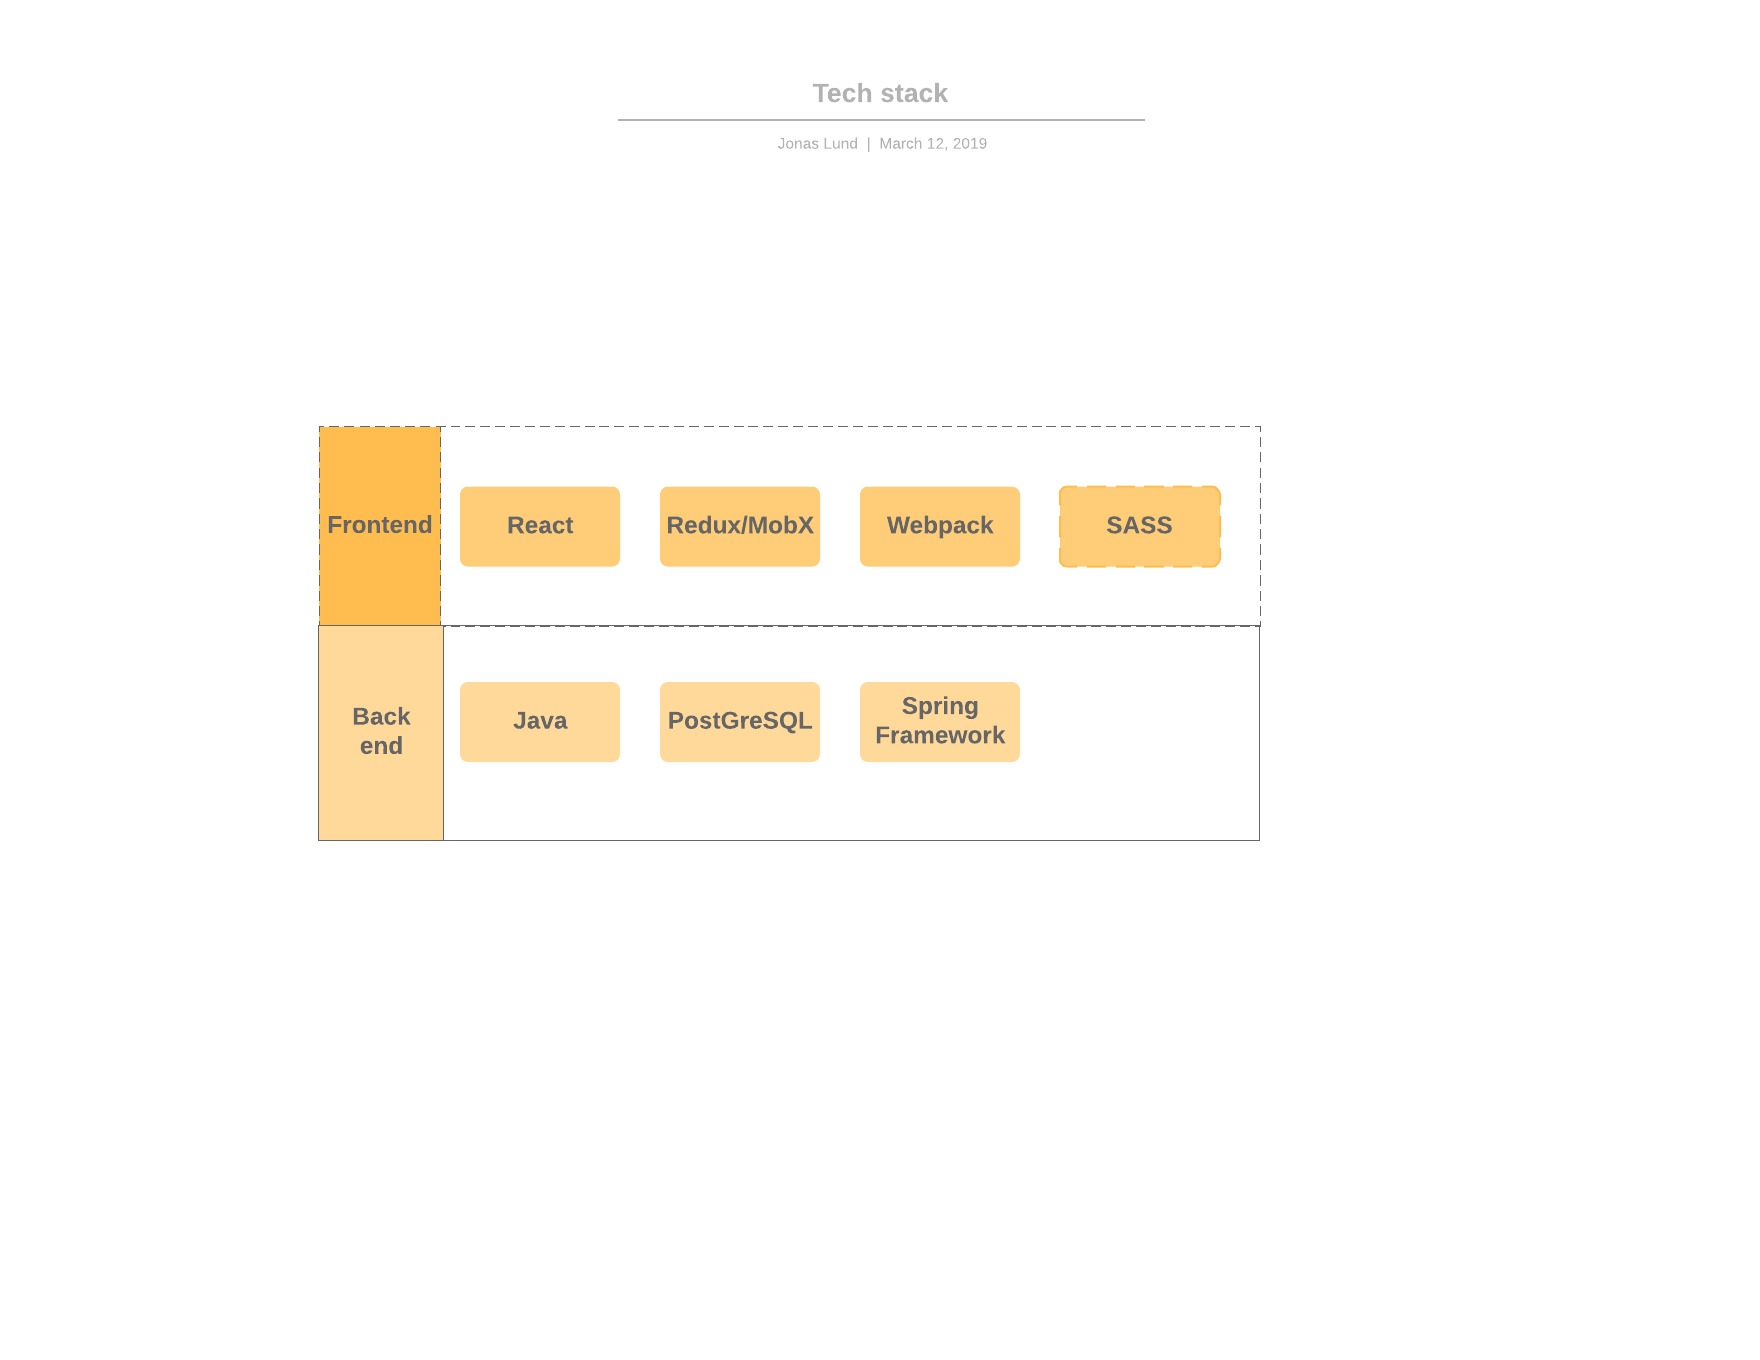 Tech stack
Jonas Lund | March 12, 2019
Frontend
React
Redux/MobX
Webpack
SASS
Back
end
Java
PostGreSQL
Spring
Framework